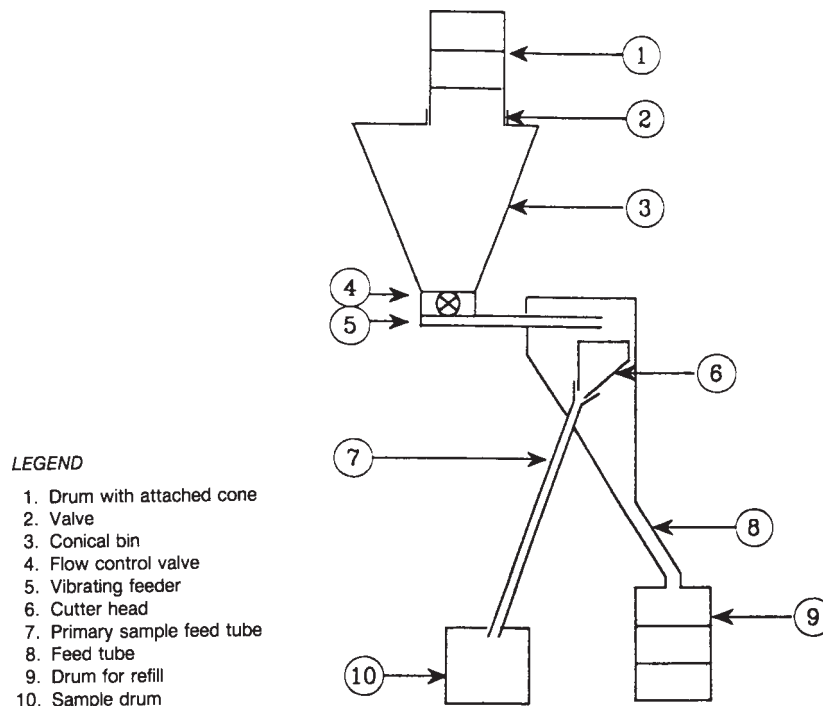 1
2
3
4
5
6
7
8
9
10
LEGEND
1. Drum with attached cone
2. Valve
3. Conical bin
4. Flow control valve
5. Vibrating feeder
6. Cutter head
7. Primary sample feed tube
8. Feed tube
9. Drum for refill
10. Sample drum